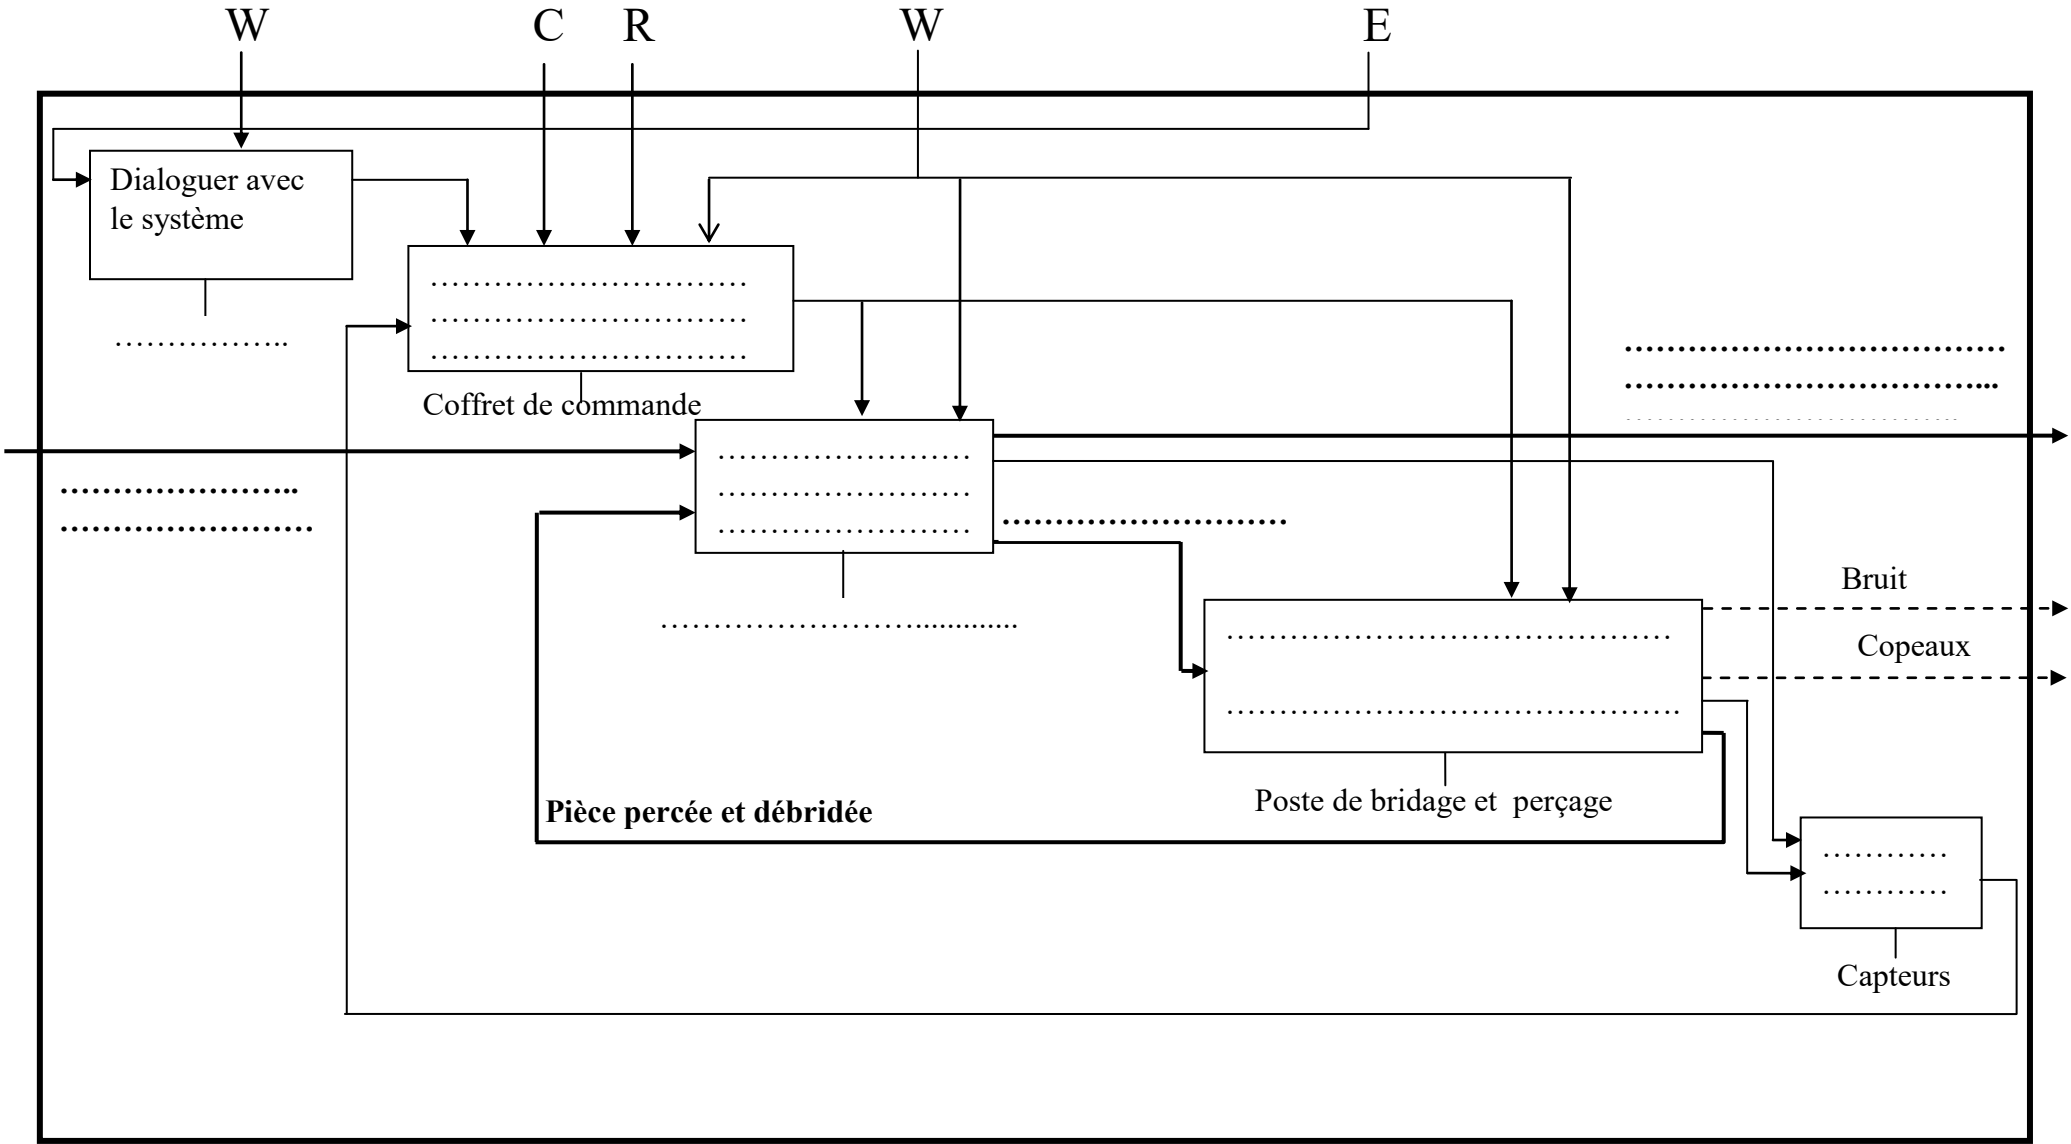 W C R W E
Dialoguer avec
le système
…………………………
…………………………
…………………………
……………..
Coffret de commande
………………………………
……………………………...
……………………
……………………
……………………
…………………..
……………………
………………………
……………………............
Bruit
Copeaux
……………………………………
…………………………………….
Poste de bridage et perçage
Pièce percée et débridée
…………
…………
Capteurs